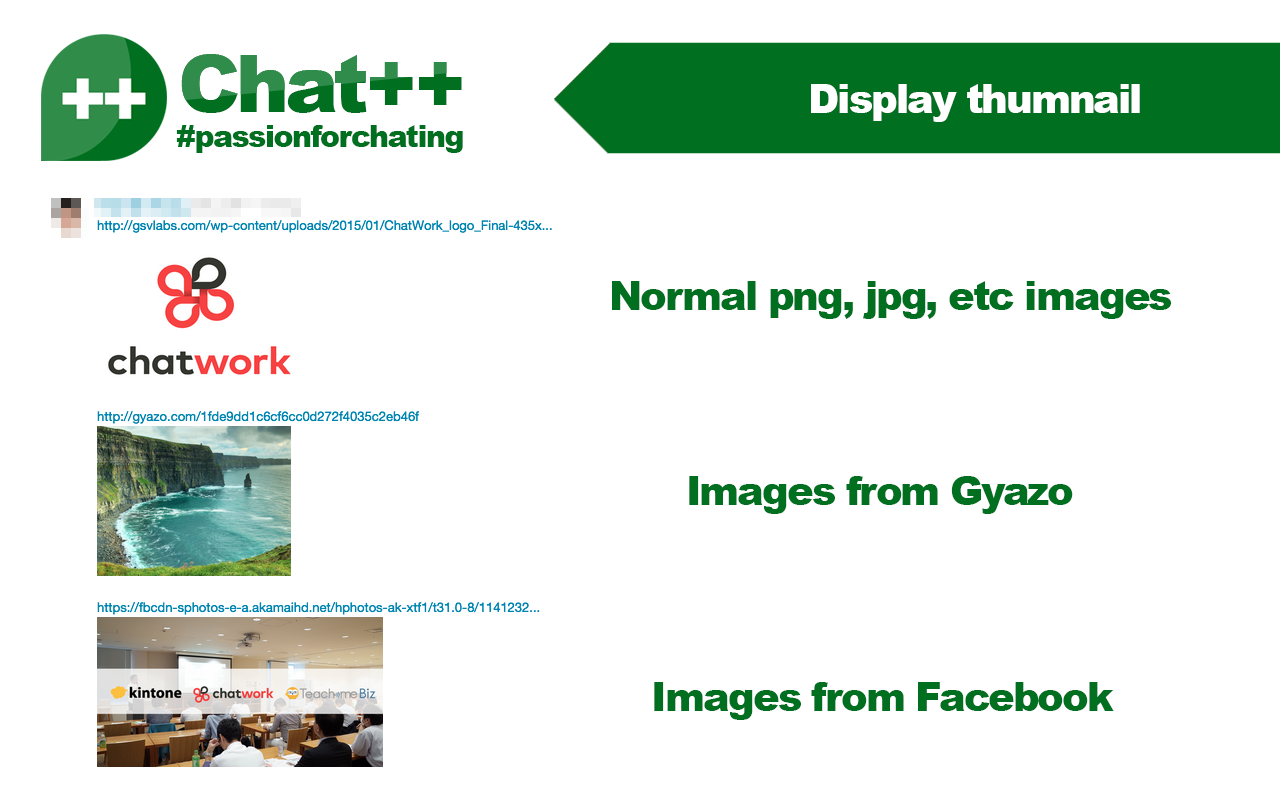 ++
Chat++
#passionforchating
Display thumnail
http://gsvlabs.com/wp-content/uploads/2015/01/ChatWork_logo_Final-435x...
chatwork
Normal png, jpg, etc images
http://gyazo.com/1fde9dd1c6cf6cc0d272f4035c2eb46f
Images from Gyazo
https://fbcdn-sphotos-e-a.akamaihd.net/hphotos-ak-xtf1/t31.0-8/1141232...
kintone chatwork Teach me Biz
Images from Facebook